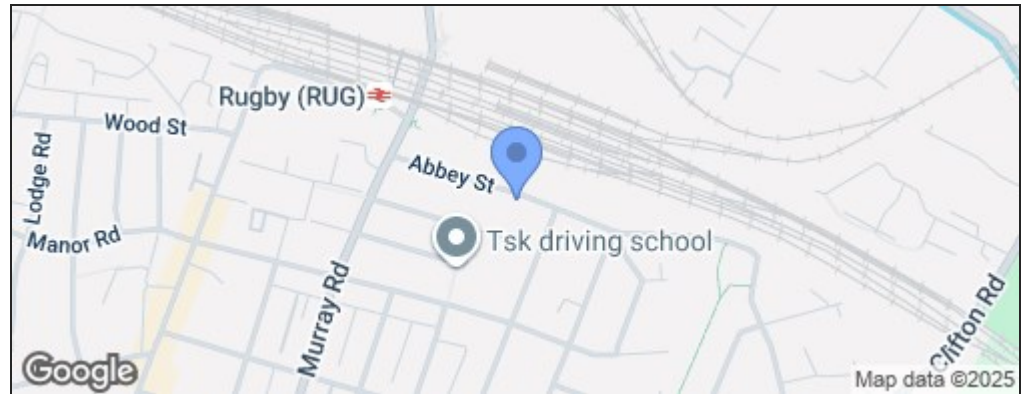 Rugby (RUG)
Wood St
Lodge Rd
Abbey St
Manor Rd
Tsk driving school
Murray Rd
Clifton Rd
Google
Map data ©2025